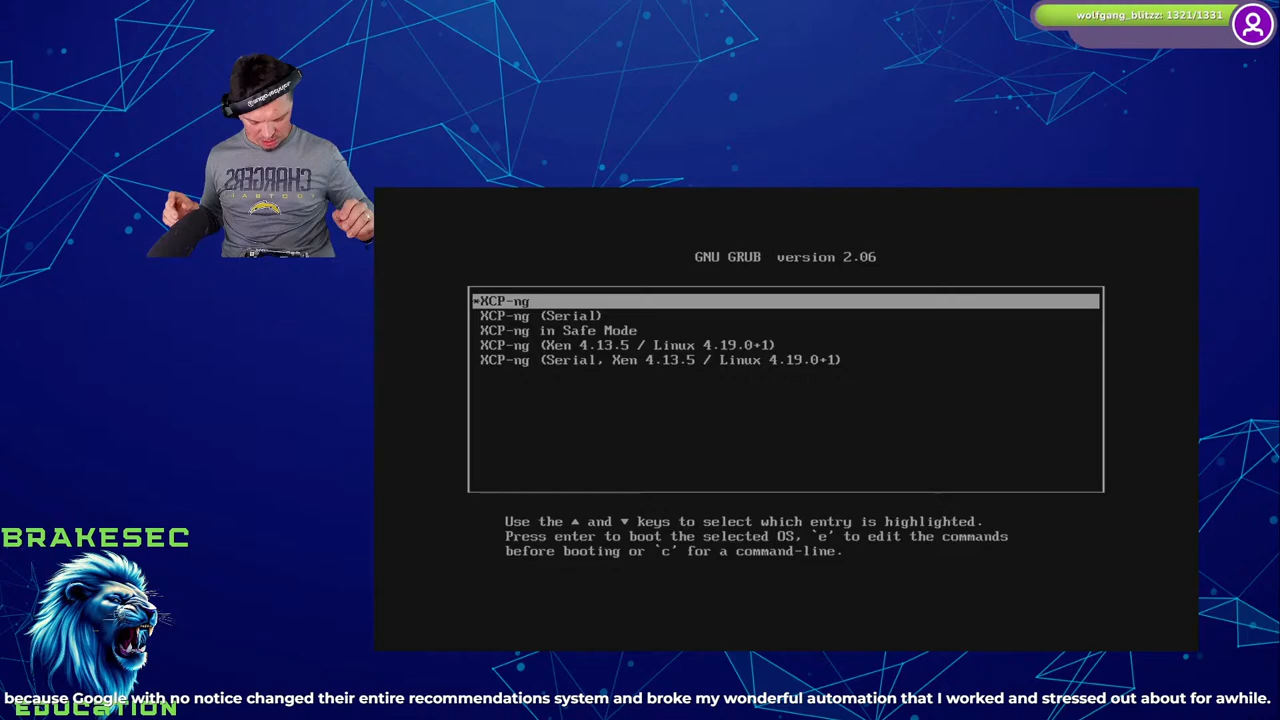 wolfgang_blitzz: 1321/1331
CHARGERS
GNU GRUB version 2.06
*XCP-ng
XCP-ng (Serial)
XCP-ng in Safe Mode
XCP-ng (Xen 4.13.5 / Linux 4.19.0+1)
XCP-ng (Serial, Xen 4.13.5 / Linux 4.19.0+1)
Use the ▲ and ▼ keys to select which entry is highlighted.
Press enter to boot the selected OS, `e' to edit the commands
before booting or `c' for a command-line.
BRAKESEC
EDUCATION
because Google with no notice changed their entire recommendations system and broke my wonderful automation that I worked and stressed out about for awhile.